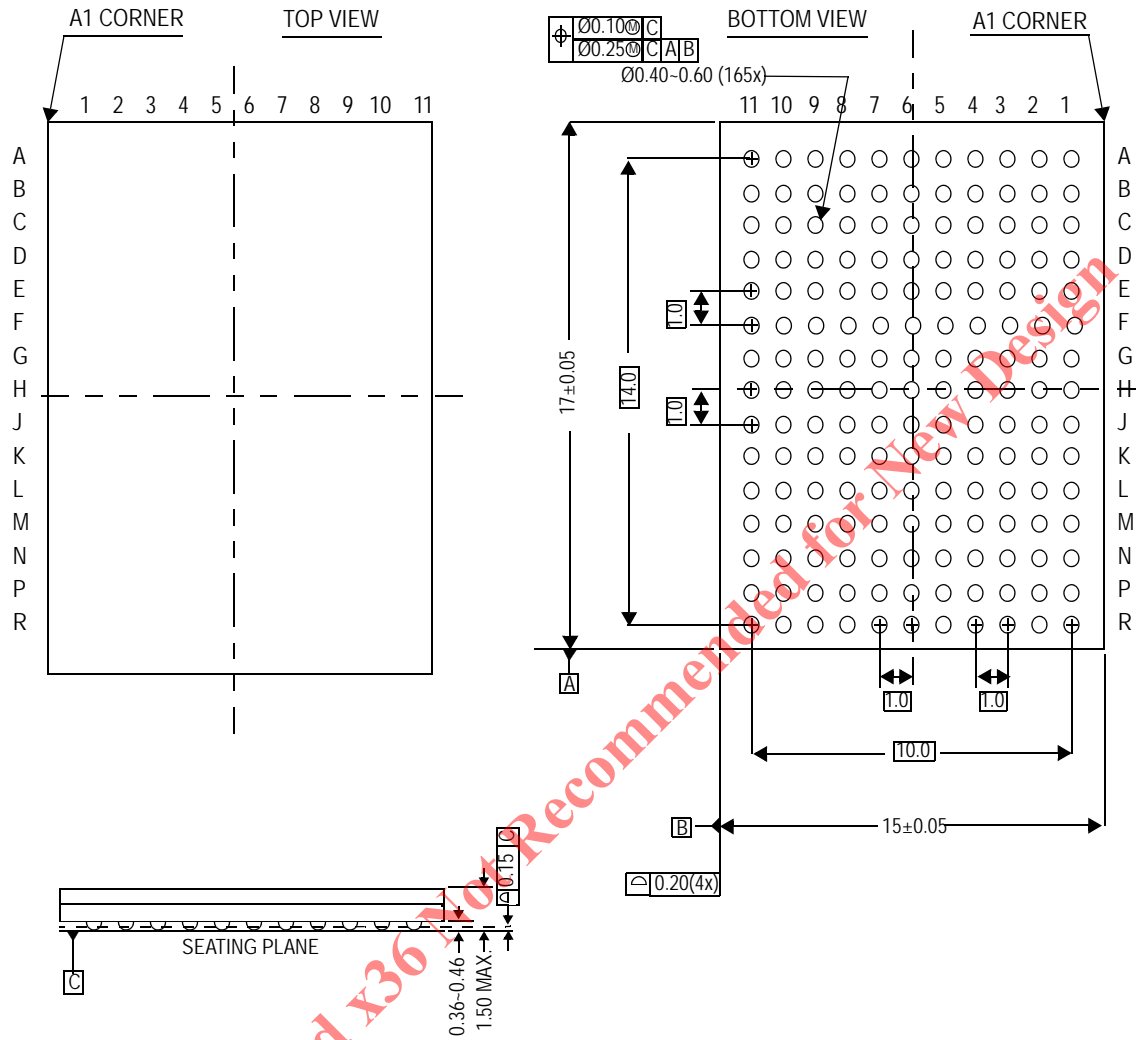 A1 CORNER
TOP VIEW
1 2 3 4 5 6 7 8 9 10 11
A
B
C
D
E
F
G
H
J
K
L
M
N
P
R
Ø0.10Ⓜ C
Ø0.25Ⓜ C A B
Ø0.40~0.60 (165x)
BOTTOM VIEW
A1 CORNER
11 10 9 8 7 6 5 4 3 2 1
A
B
C
D
E
F
G
H
J
K
L
M
N
P
R
1.0
1.0
14.0
17±0.05
A
1.0
1.0
10.0
B
15±0.05
0.20(4x)
0.15 C
SEATING PLANE
C
0.36~0.46
1.50 MAX.
d x36 Not Recommended for New Design